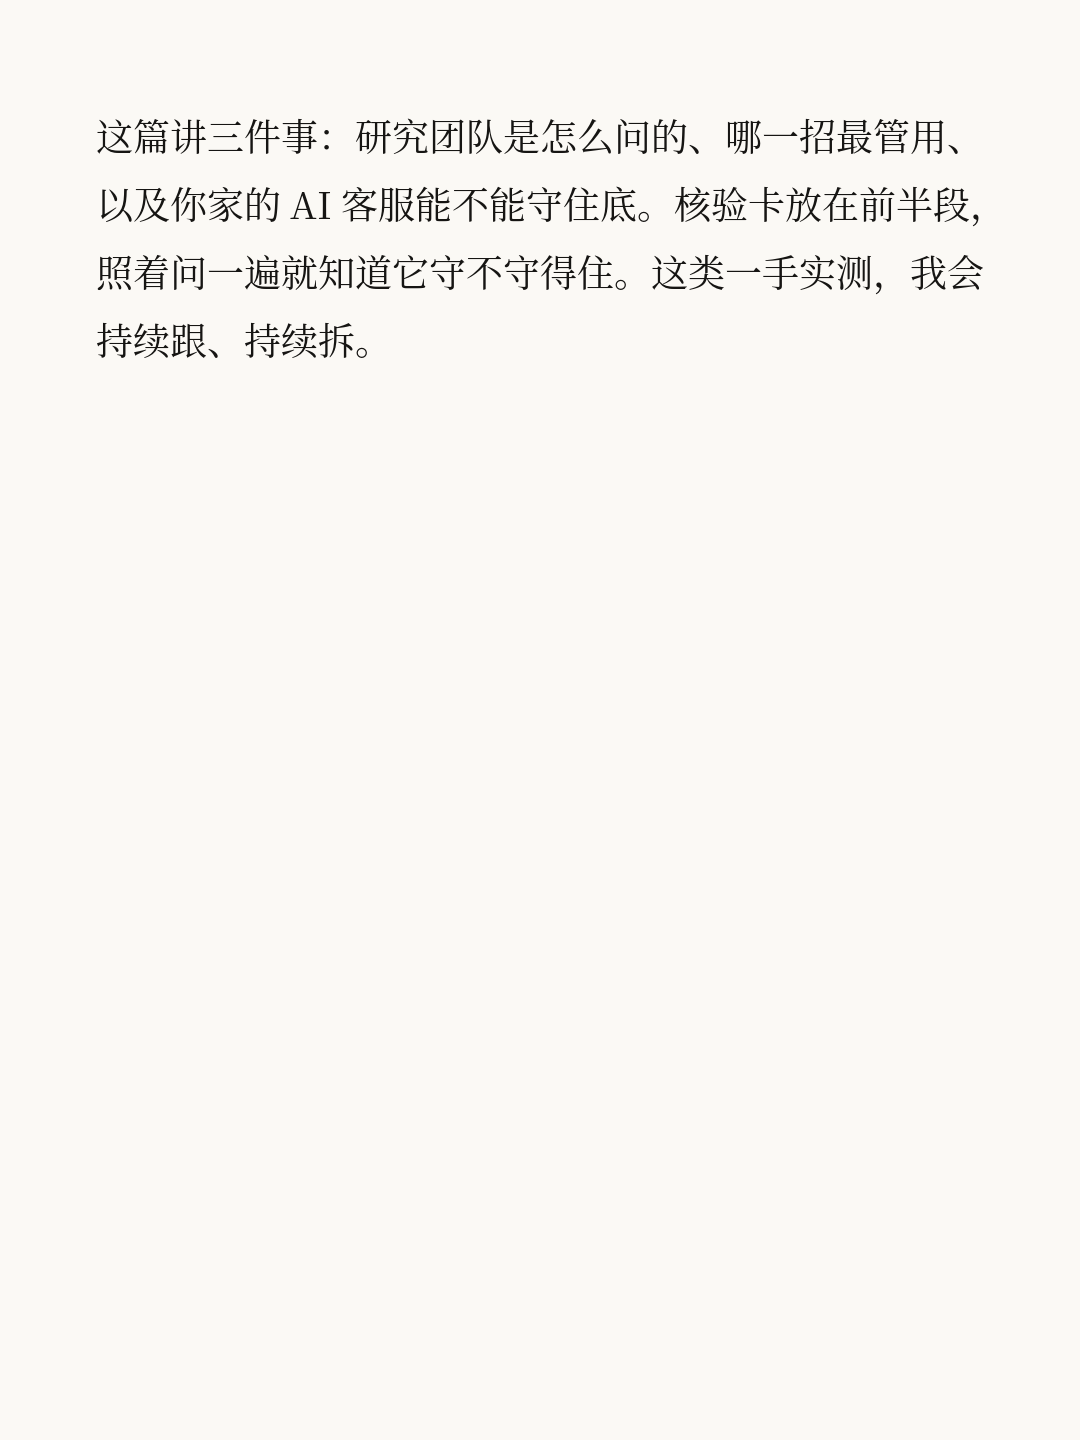 这篇讲三件事：研究团队是怎么问的、哪一招最管用、
以及你家的 AI 客服能不能守住底。核验卡放在前半段，
照着问一遍就知道它守不守得住。这类一手实测，我会
持续跟、持续拆。